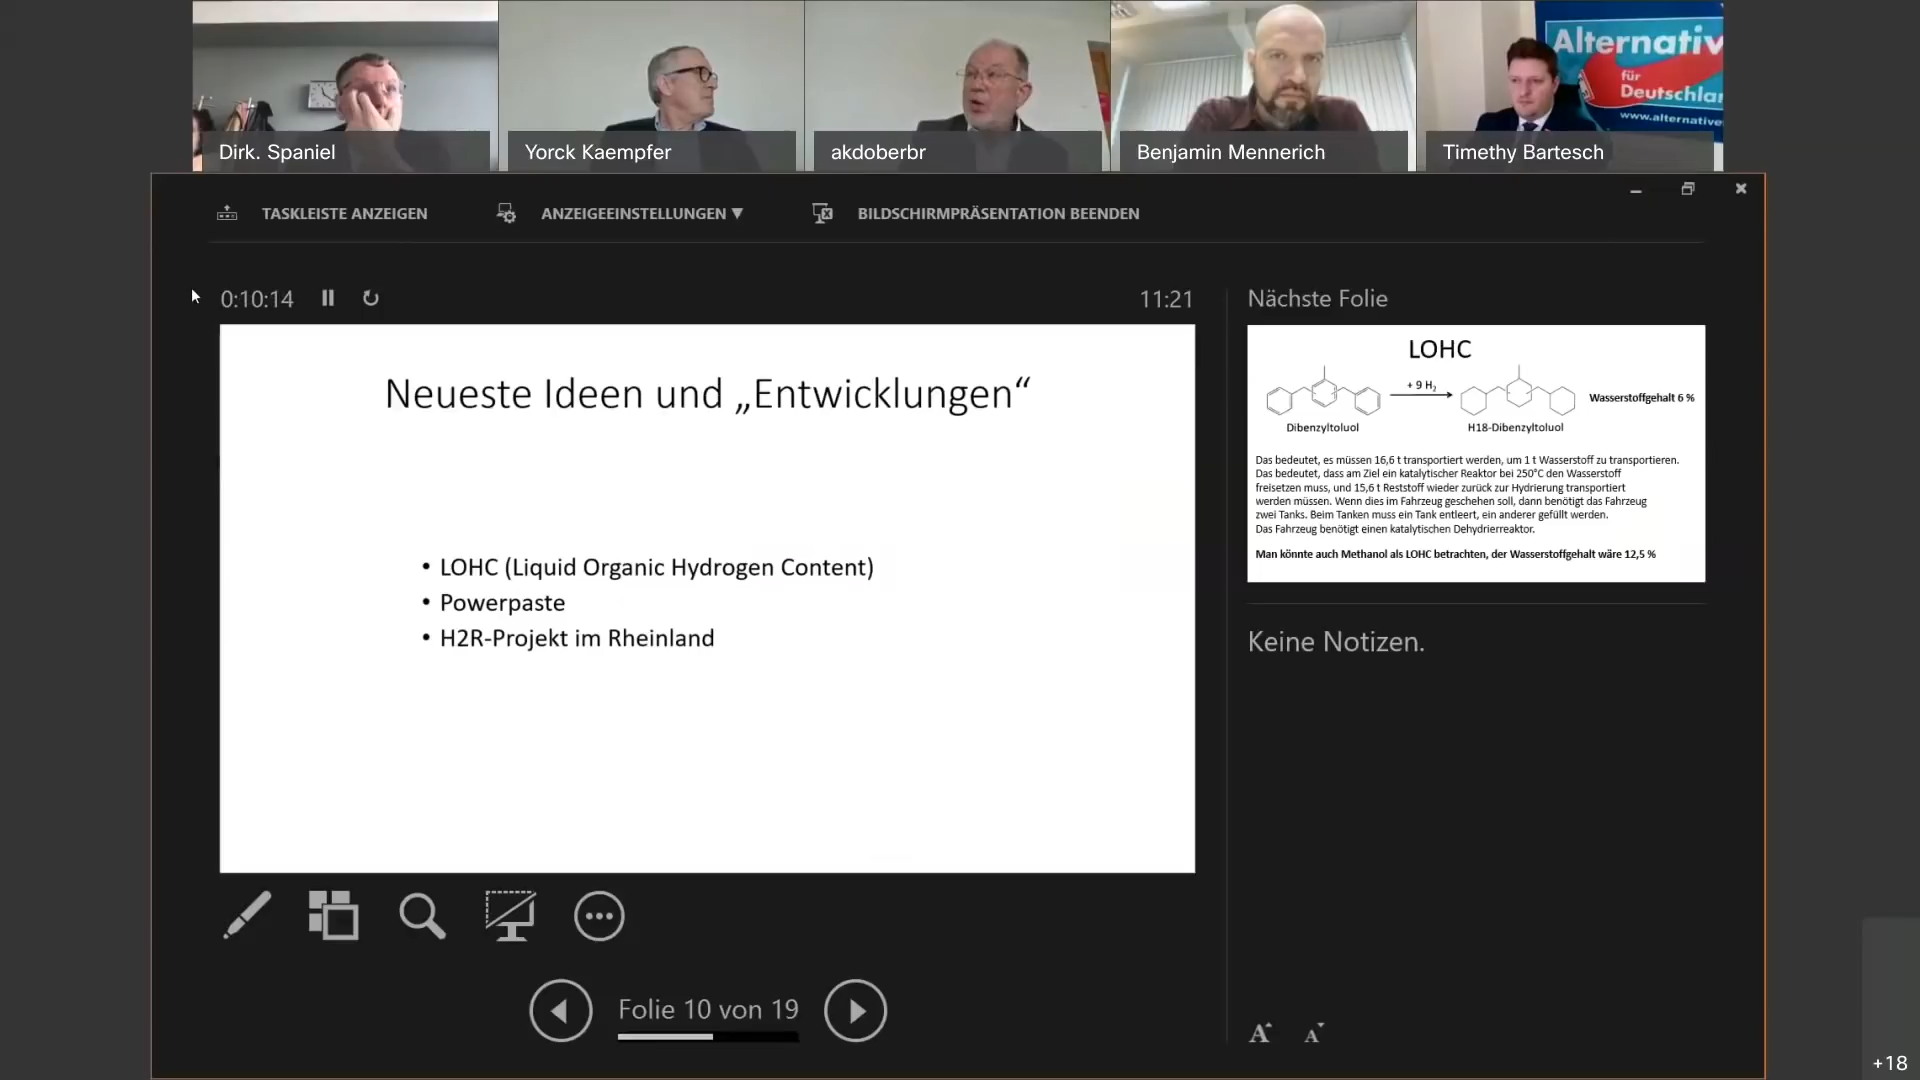 Alternativ
für
Deutschlan
www.alternative
Dirk. Spaniel
Yorck Kaempfer
akdoberbr
Benjamin Mennerich
Timethy Bartesch
TASKLEISTE ANZEIGEN
ANZEIGEEINSTELLUNGEN ▼
BILDSCHIRMPRÄSENTATION BEENDEN
0:10:14
11:21
Neueste Ideen und „Entwicklungen“
• LOHC (Liquid Organic Hydrogen Content)
• Powerpaste
• H2R-Projekt im Rheinland
Nächste Folie
LOHC
+ 9 H₂
Wasserstoffgehalt 6 %
Dibenzyltoluol
H18-Dibenzyltoluol
Das bedeutet, es müssen 16,6 t transportiert werden, um 1 t Wasserstoff zu transportieren.
Das bedeutet, dass am Ziel ein katalytischer Reaktor bei 250°C den Wasserstoff
freisetzen muss, und 15,6 t Reststoff wieder zurück zur Hydrierung transportiert
werden müssen. Wenn dies im Fahrzeug geschehen soll, dann benötigt das Fahrzeug
zwei Tanks. Beim Tanken muss ein Tank entleert, ein anderer gefüllt werden.
Das Fahrzeug benötigt einen katalytischen Dehydrierreaktor.
Man könnte auch Methanol als LOHC betrachten, der Wasserstoffgehalt wäre 12,5 %
Keine Notizen.
Folie 10 von 19
A A
+18